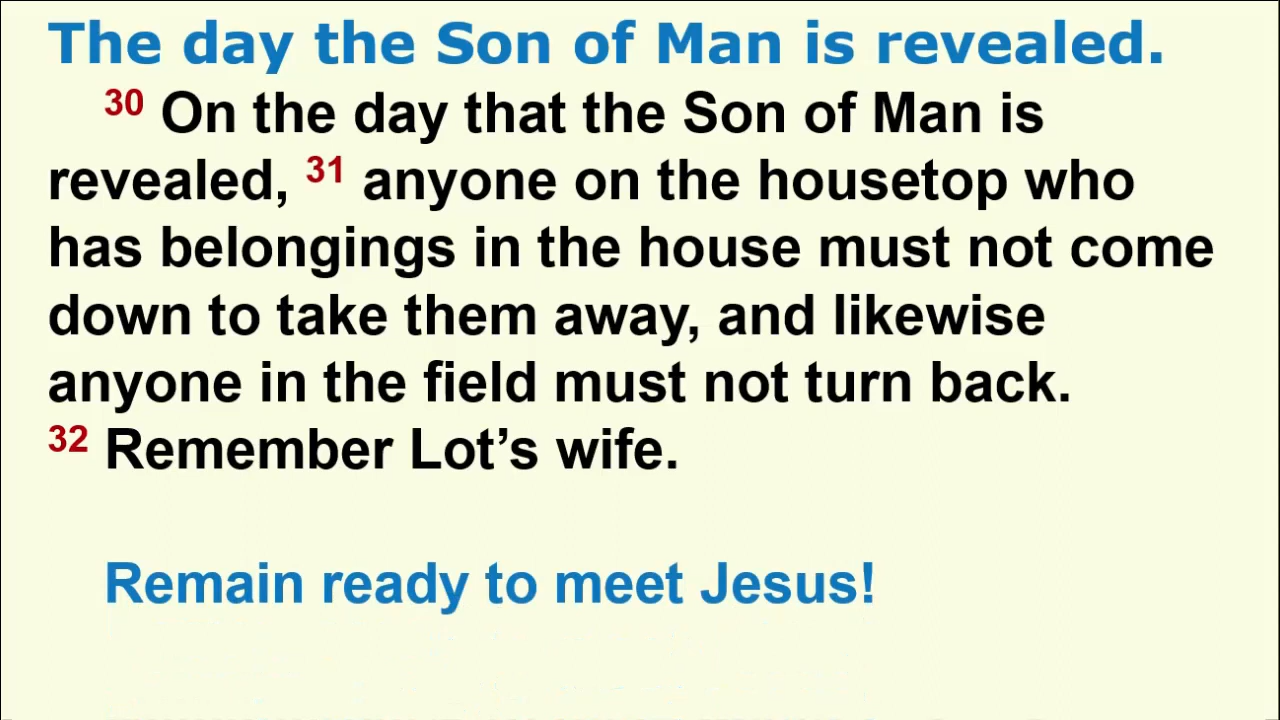 The day the Son of Man is revealed.
30 On the day that the Son of Man is
revealed, 31 anyone on the housetop who
has belongings in the house must not come
down to take them away, and likewise
anyone in the field must not turn back.
32 Remember Lot’s wife.
Remain ready to meet Jesus!